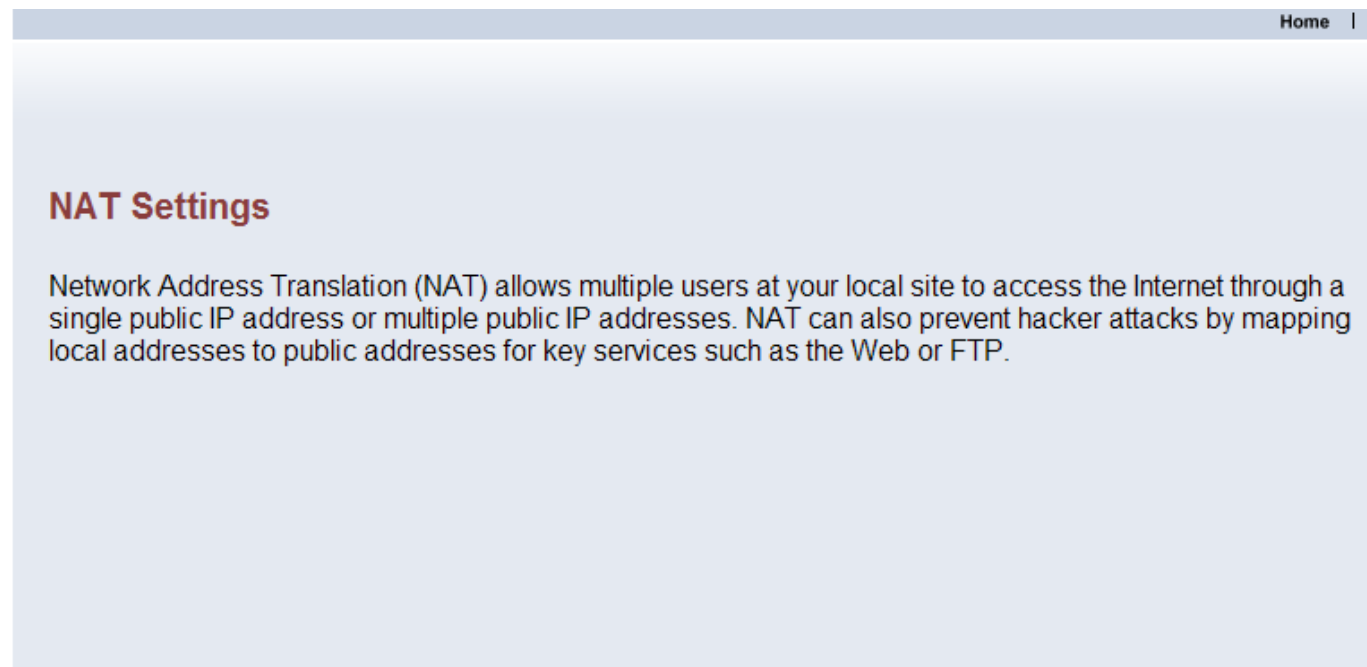 Home |
NAT Settings
Network Address Translation (NAT) allows multiple users at your local site to access the Internet through a
single public IP address or multiple public IP addresses. NAT can also prevent hacker attacks by mapping
local addresses to public addresses for key services such as the Web or FTP.